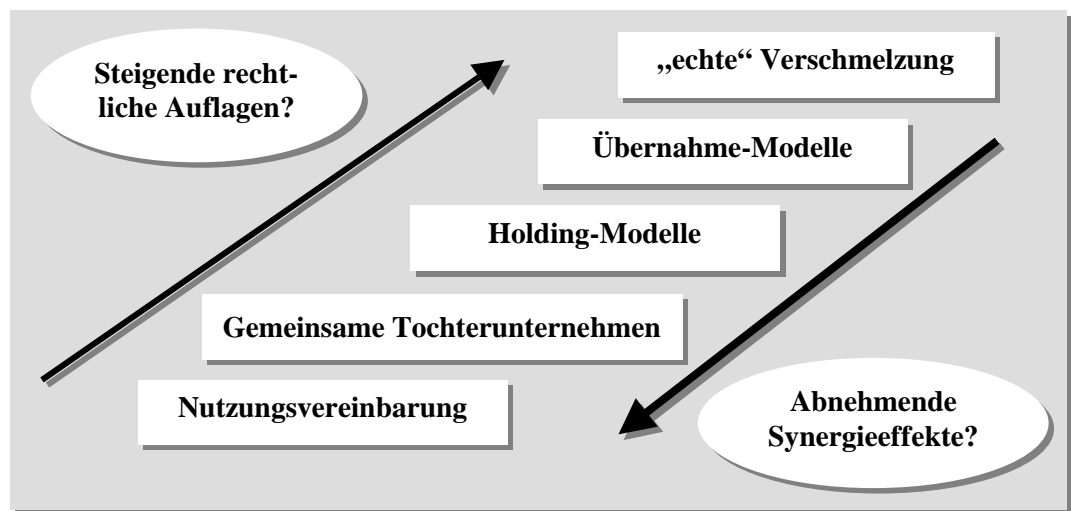 Steigende recht-
liche Auflagen?
„echte“ Verschmelzung
Übernahme-Modelle
Holding-Modelle
Gemeinsame Tochterunternehmen
Nutzungsvereinbarung
Abnehmende
Synergieeffekte?